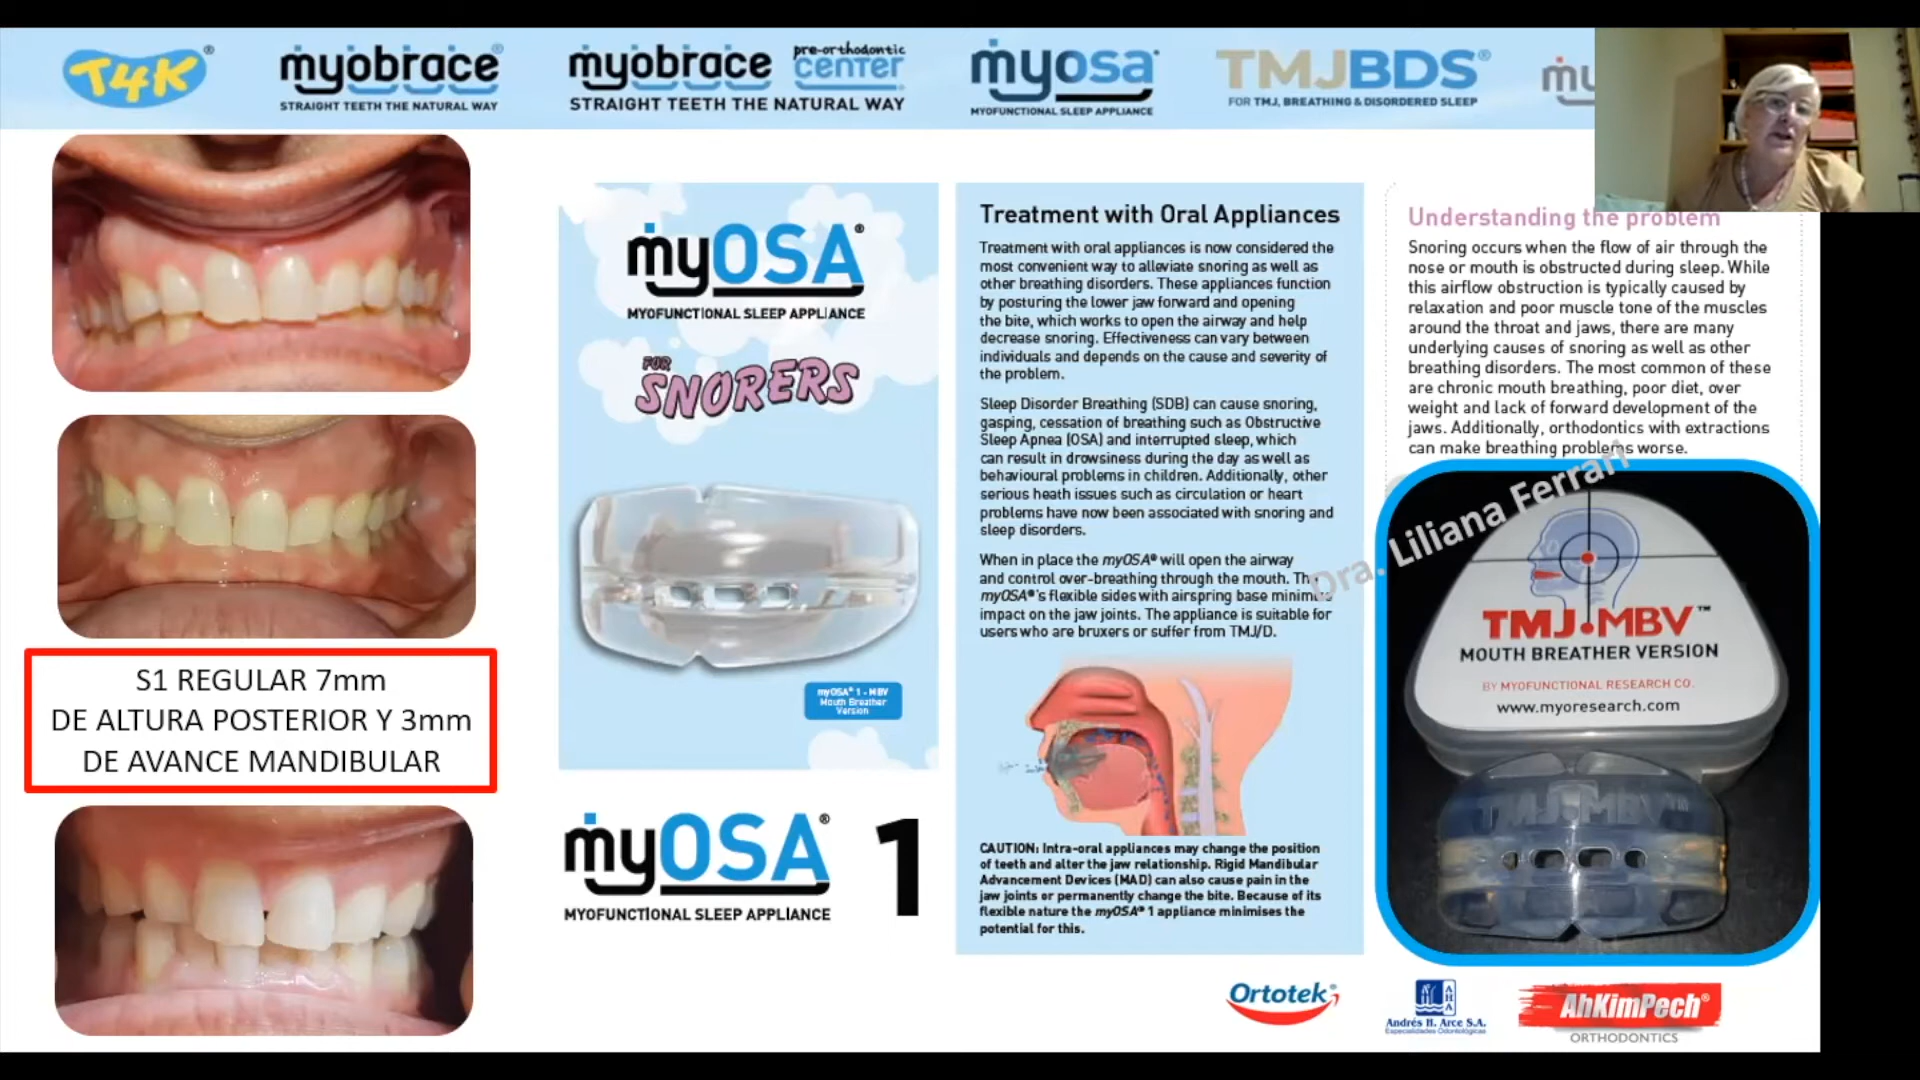 T4K®
myobrace®
STRAIGHT TEETH THE NATURAL WAY
myobrace pre-orthodontic center®
STRAIGHT TEETH THE NATURAL WAY
myosa®
MYOFUNCTIONAL SLEEP APPLIANCE
TMJBDS®
FOR TMJ, BREATHING & DISORDERED SLEEP
S1 REGULAR 7mm
DE ALTURA POSTERIOR Y 3mm
DE AVANCE MANDIBULAR
myOSA®
MYOFUNCTIONAL SLEEP APPLIANCE
FOR
SNORERS
myOSA® 1 - MBV
Mouth Breather
Version
myOSA® 1
MYOFUNCTIONAL SLEEP APPLIANCE
Treatment with Oral Appliances
Treatment with oral appliances is now considered the
most convenient way to alleviate snoring as well as
other breathing disorders. These appliances function
by posturing the lower jaw forward and opening
the bite, which works to open the airway and help
decrease snoring. Effectiveness can vary between
individuals and depends on the cause and severity of
the problem.
Sleep Disorder Breathing (SDB) can cause snoring,
gasping, cessation of breathing such as Obstructive
Sleep Apnea (OSA) and interrupted sleep, which
can result in drowsiness during the day as well as
behavioural problems in children. Additionally, other
serious heath issues such as circulation or heart
problems have now been associated with snoring and
sleep disorders.
When in place the myOSA® will open the airway
and control over-breathing through the mouth. The
myOSA®'s flexible sides with airspring base minimise
impact on the jaw joints. The appliance is suitable for
users who are bruxers or suffer from TMJ/D.
CAUTION: Intra-oral appliances may change the position
of teeth and alter the jaw relationship. Rigid Mandibular
Advancement Devices (MAD) can also cause pain in the
jaw joints or permanently change the bite. Because of its
flexible nature the myOSA® 1 appliance minimises the
potential for this.
Understanding the problem
Snoring occurs when the flow of air through the
nose or mouth is obstructed during sleep. While
this airflow obstruction is typically caused by
relaxation and poor muscle tone of the muscles
around the throat and jaws, there are many
underlying causes of snoring as well as other
breathing disorders. The most common of these
are chronic mouth breathing, poor diet, over
weight and lack of forward development of the
jaws. Additionally, orthodontics with extractions
can make breathing problems worse.
Dra. Liliana Ferrari
TMJ•MBV™
MOUTH BREATHER VERSION
BY MYOFUNCTIONAL RESEARCH CO.
www.myoresearch.com
TMJ•MBV™
Ortotek®
AHA
Andrés H. Arce S.A.
Especialidades Odontológicas
AhKimPech®
ORTHODONTICS